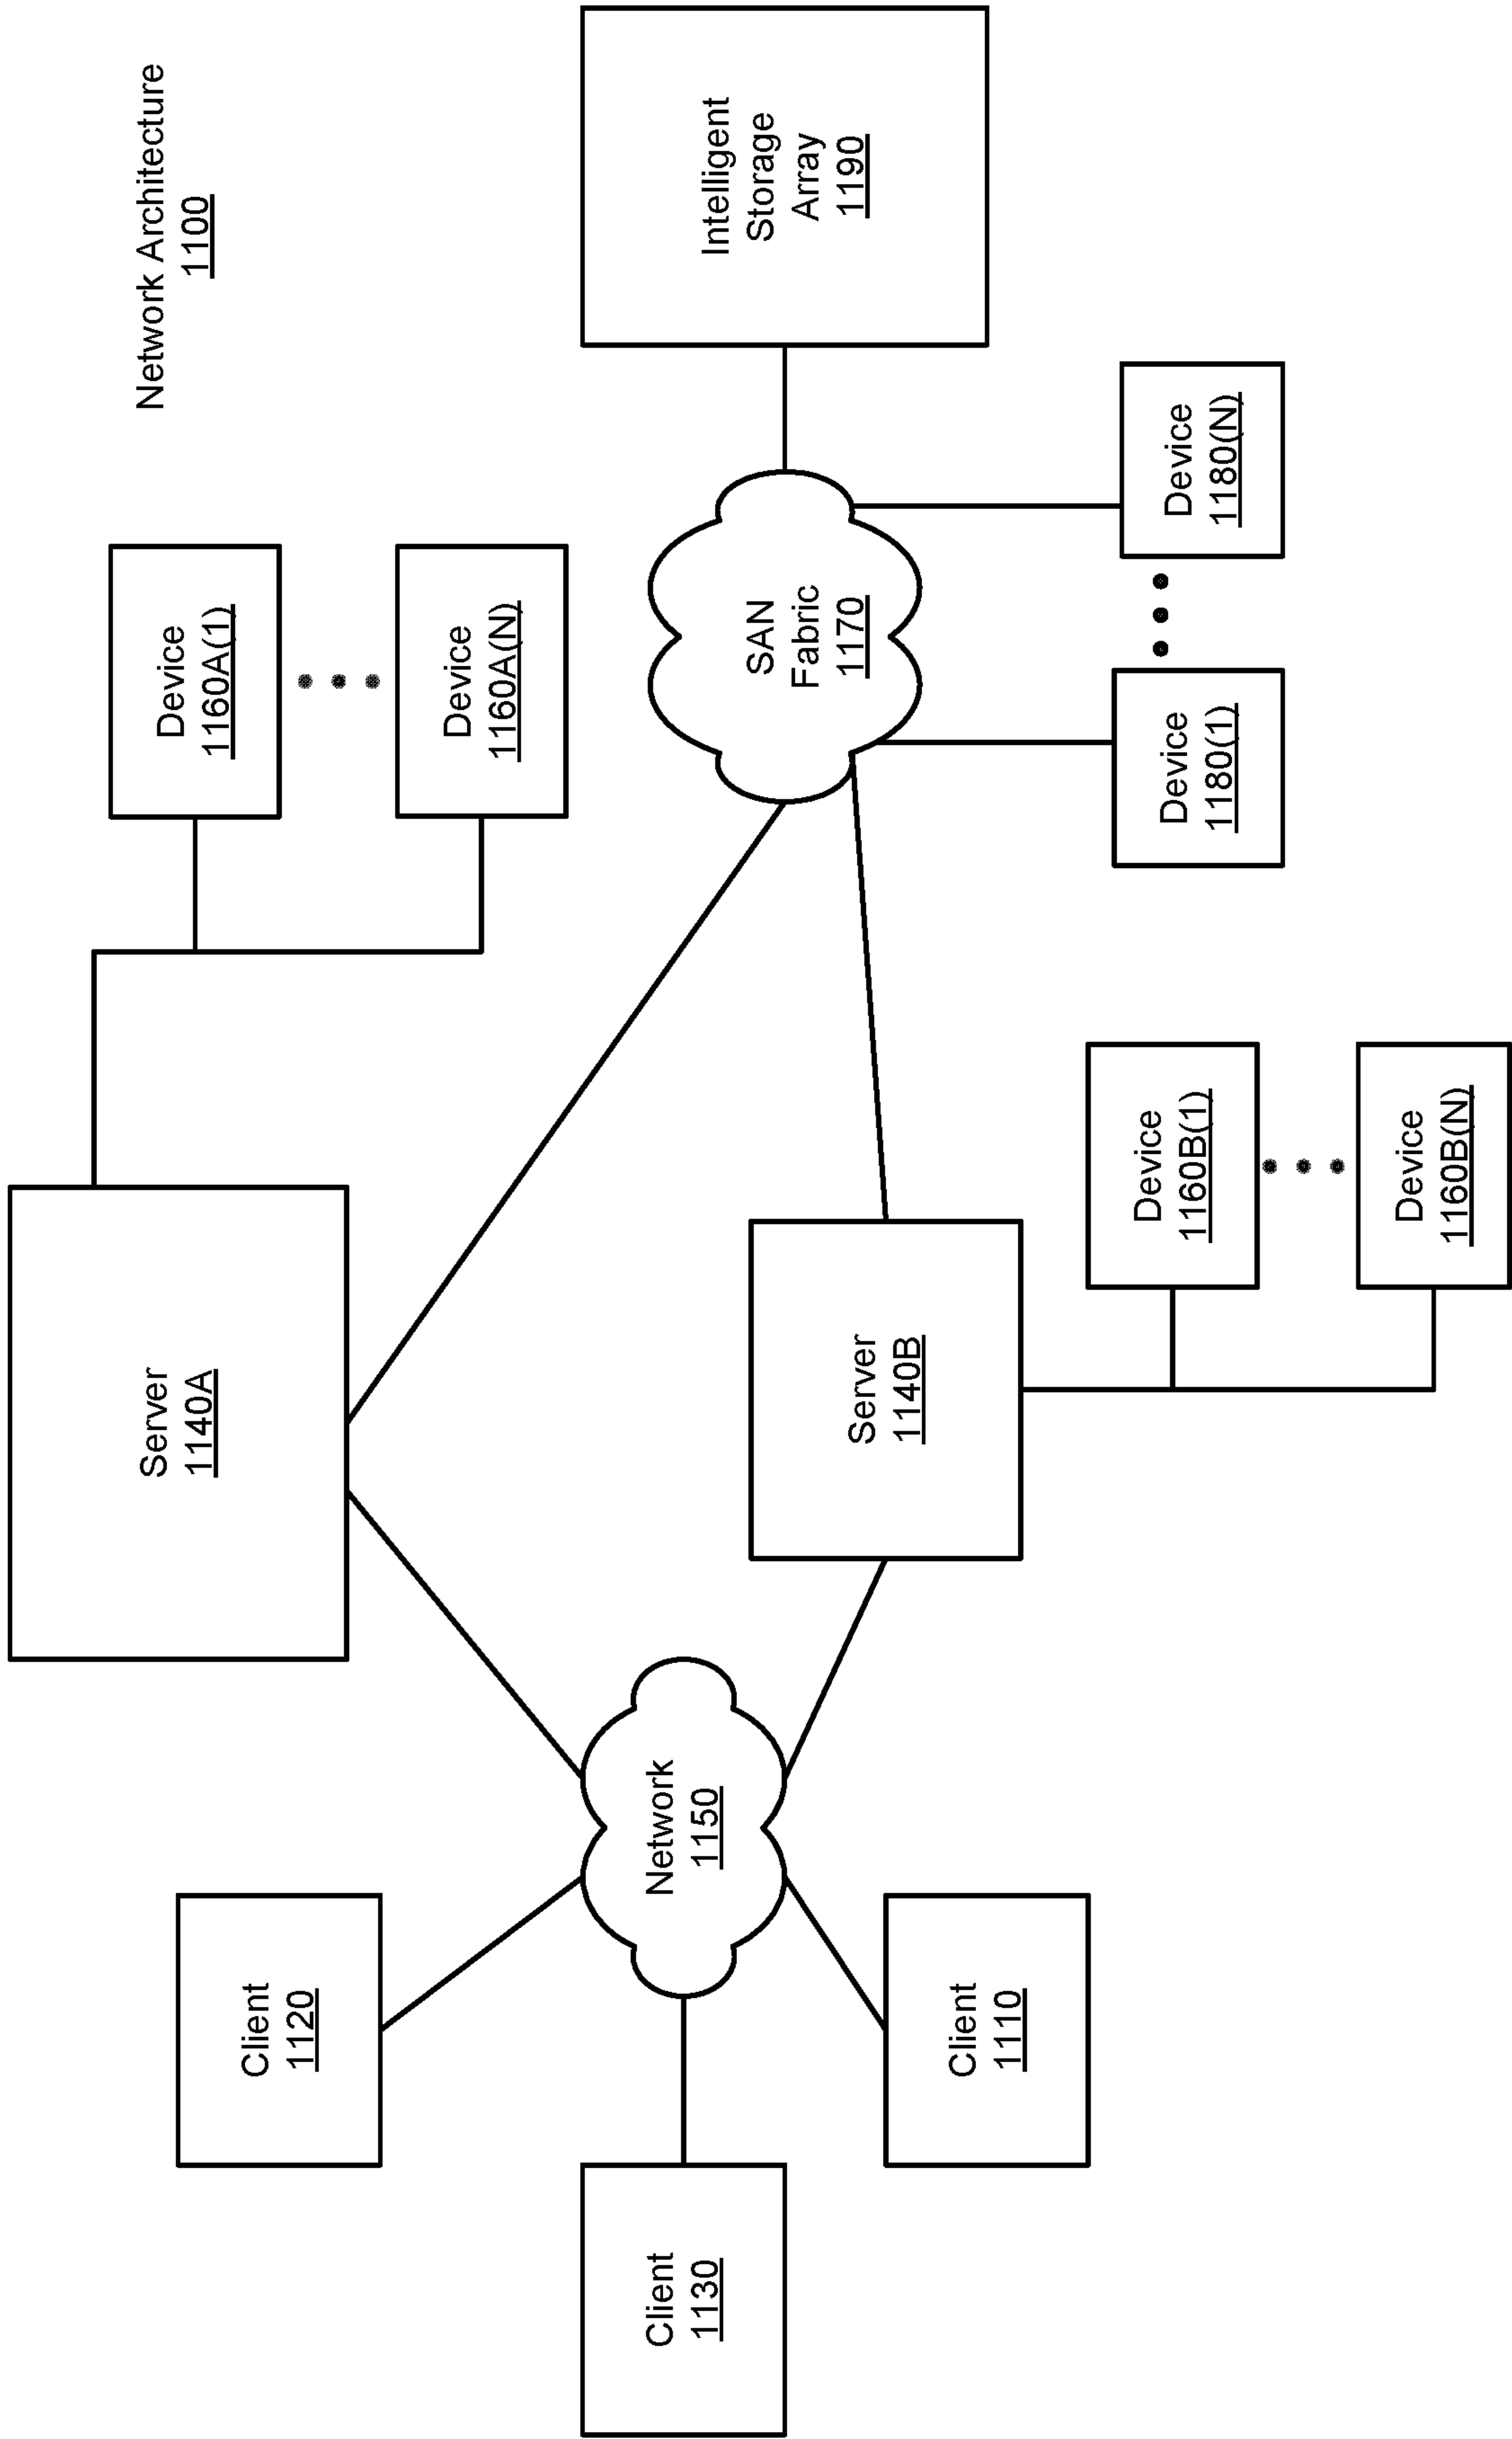 Network Architecture
1100
Client
1130
Client
1120
Client
1110
Network
1150
Server
1140A
Server
1140B
Device
1160A(1)
Device
1160A(N)
Device
1160B(1)
Device
1160B(N)
SAN
Fabric
1170
Device
1180(1)
Device
1180(N)
Intelligent
Storage
Array
1190